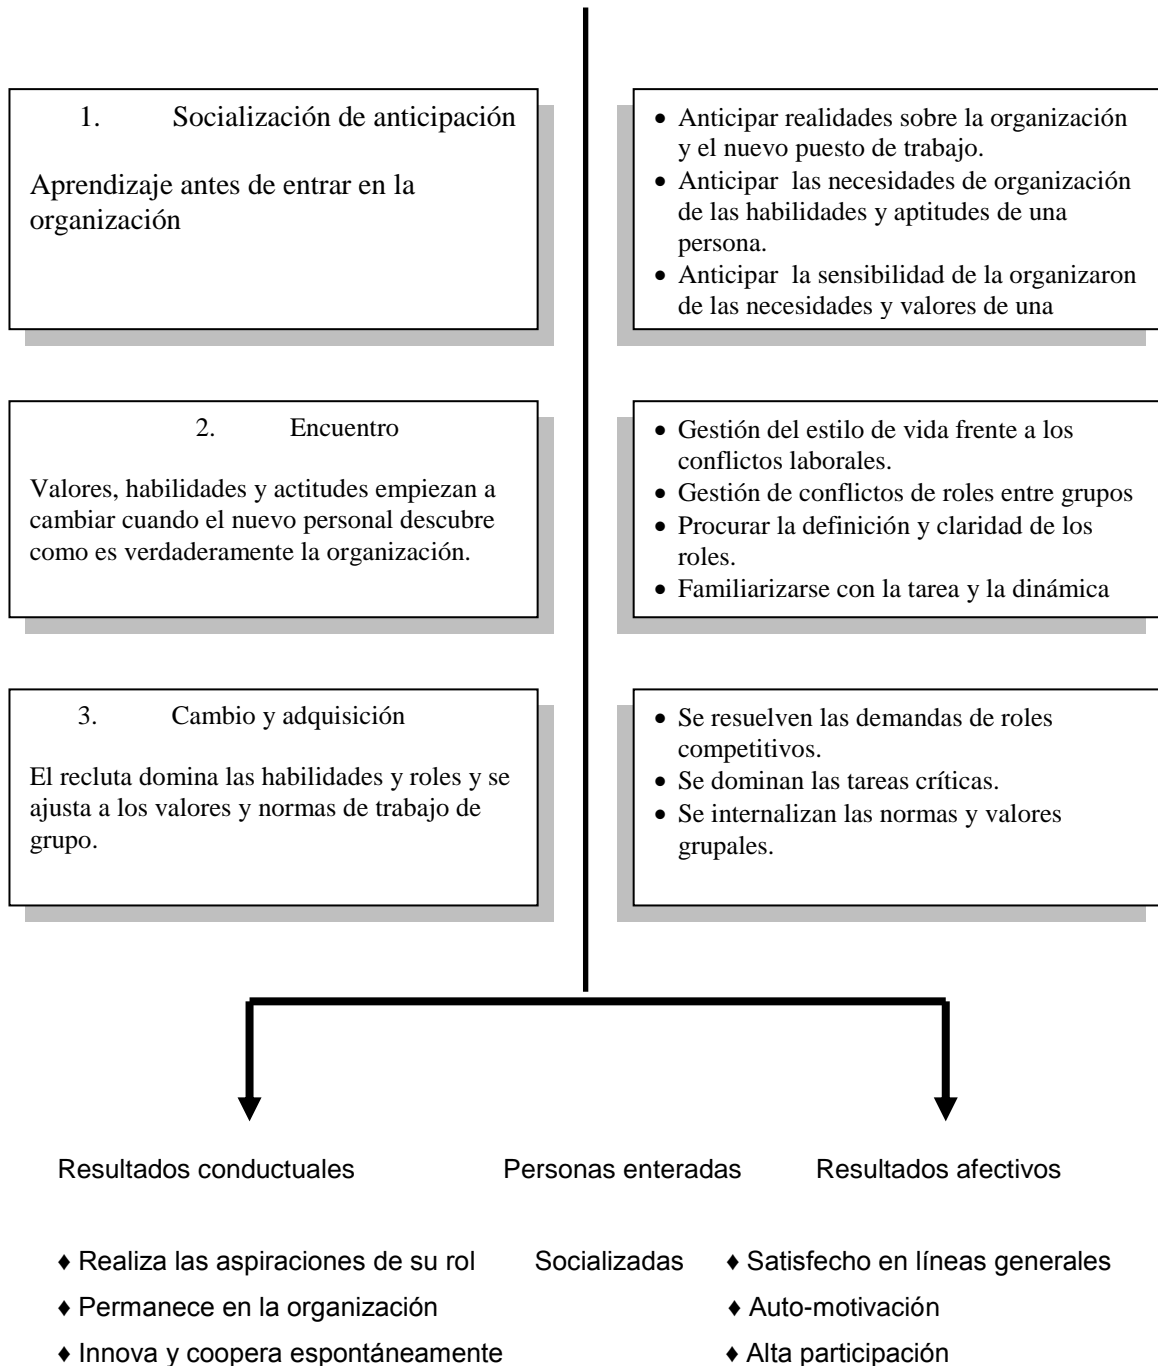 1. Socialización de anticipación
Aprendizaje antes de entrar en la
organización
• Anticipar realidades sobre la organización
y el nuevo puesto de trabajo.
• Anticipar las necesidades de organización
de las habilidades y aptitudes de una
persona.
• Anticipar la sensibilidad de la organizaron
de las necesidades y valores de una
2. Encuentro
Valores, habilidades y actitudes empiezan a
cambiar cuando el nuevo personal descubre
como es verdaderamente la organización.
• Gestión del estilo de vida frente a los
conflictos laborales.
• Gestión de conflictos de roles entre grupos
• Procurar la definición y claridad de los
roles.
• Familiarizarse con la tarea y la dinámica
3. Cambio y adquisición
El recluta domina las habilidades y roles y se
ajusta a los valores y normas de trabajo de
grupo.
• Se resuelven las demandas de roles
competitivos.
• Se dominan las tareas críticas.
• Se internalizan las normas y valores
grupales.
Resultados conductuales Personas enteradas Resultados afectivos
♦ Realiza las aspiraciones de su rol Socializadas ♦ Satisfecho en líneas generales
♦ Permanece en la organización ♦ Auto-motivación
♦ Innova y coopera espontáneamente ♦ Alta participación